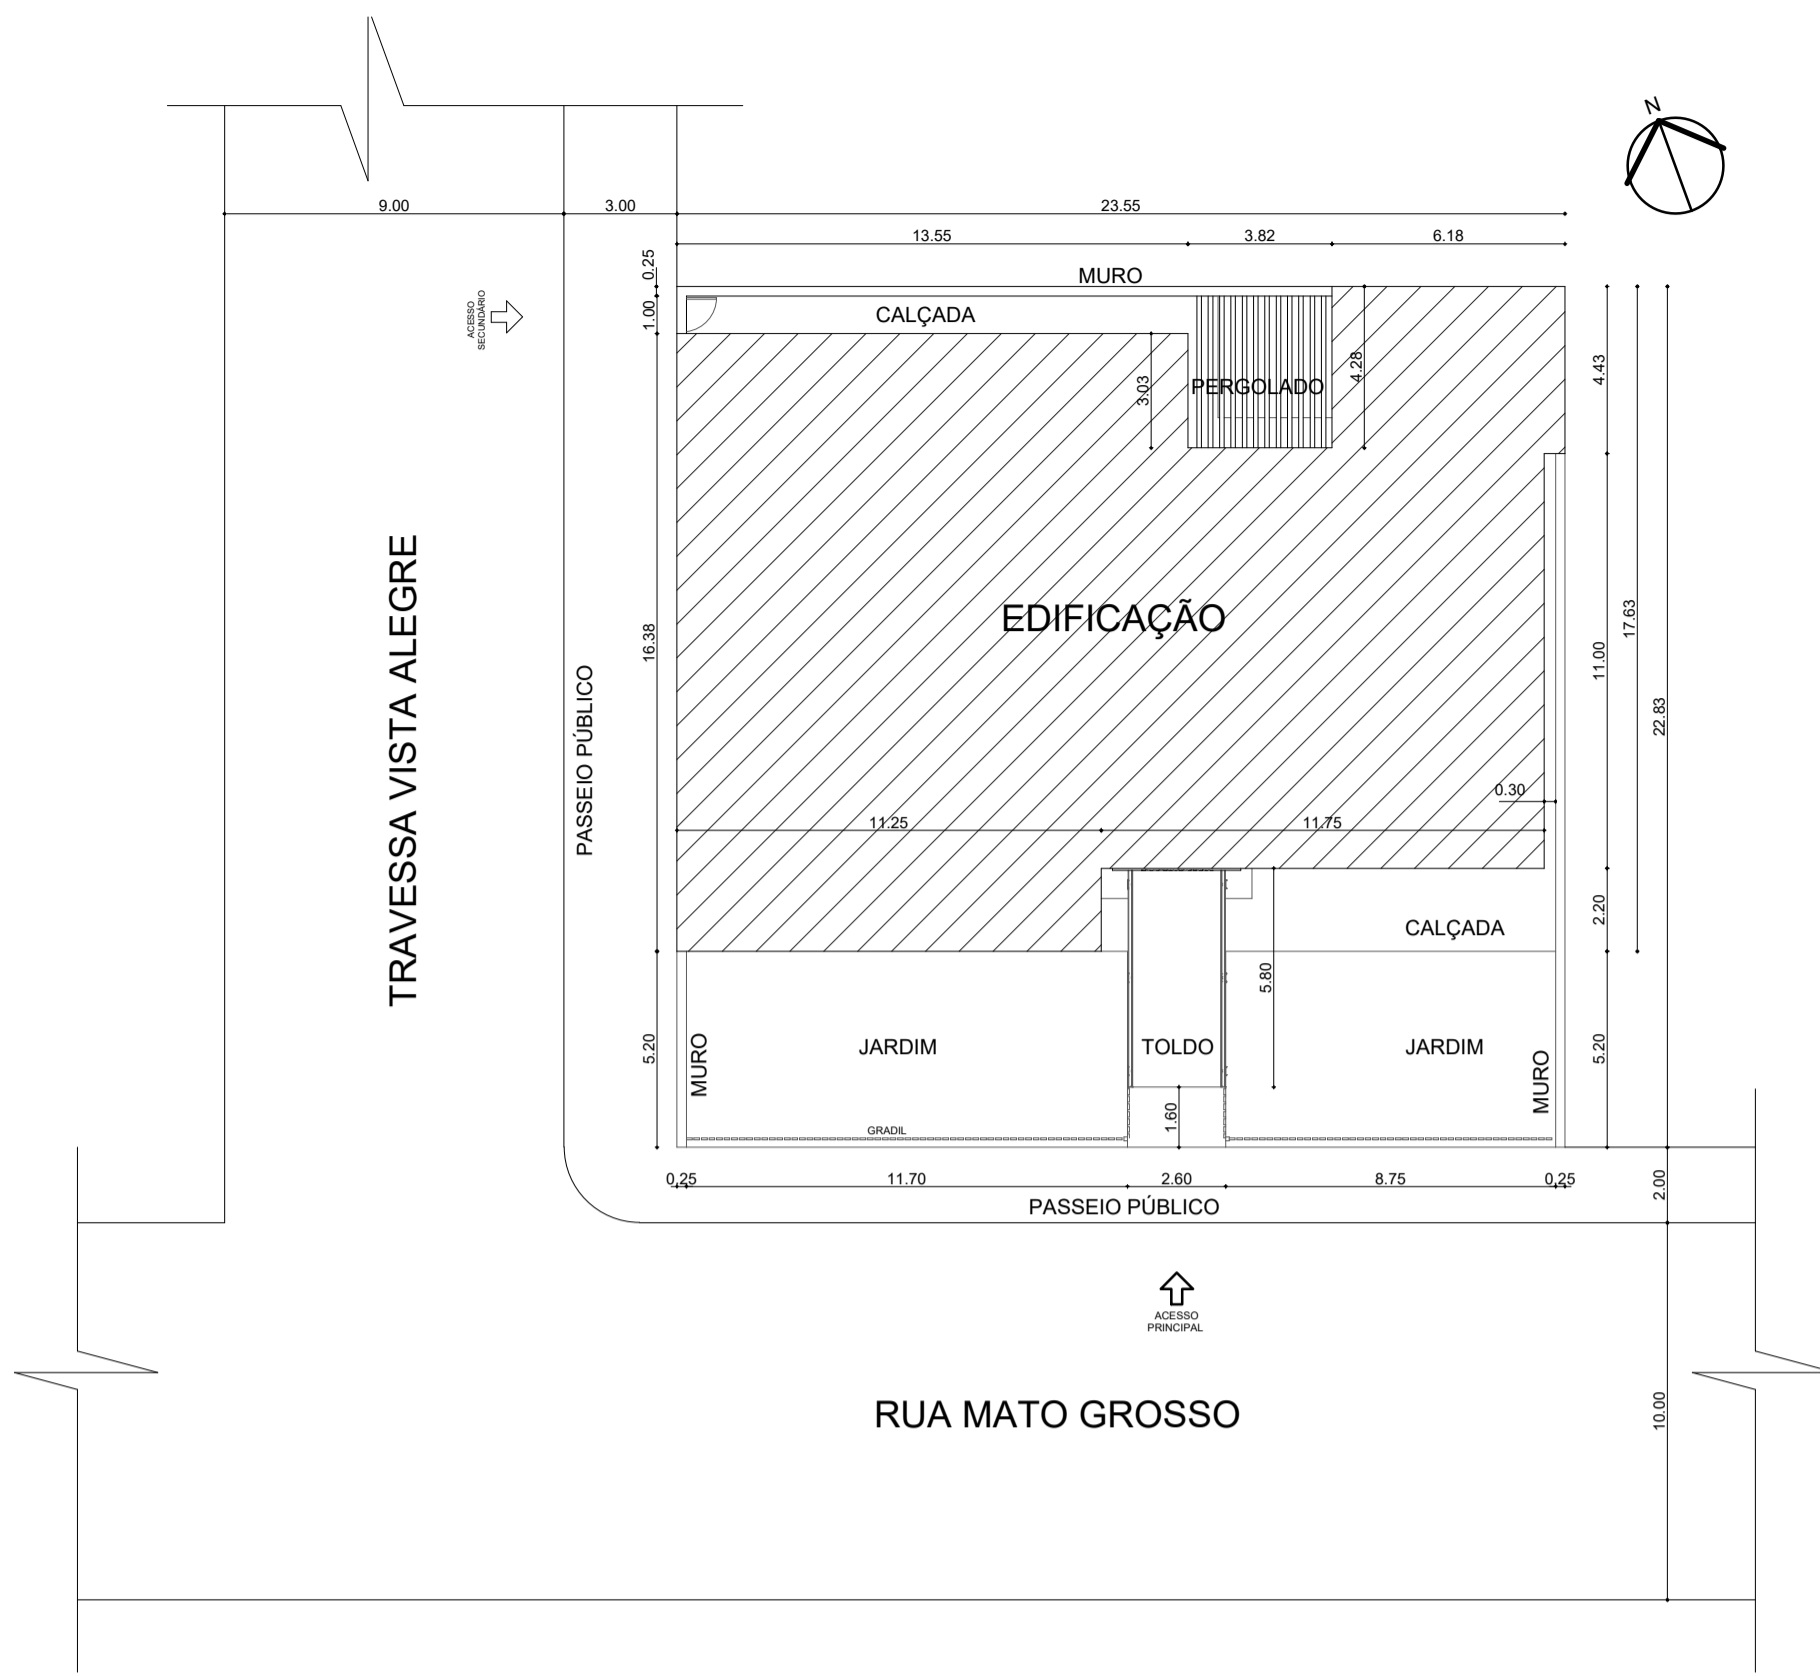 N
9.00
3.00
23.55
13.55
3.82
6.18
0.25
MURO
1.00
CALÇADA
ACESSO
SECUNDÁRIO
3.03
PERGOLADO
4.28
4.43
TRAVESSA VISTA ALEGRE
PASSEIO PÚBLICO
16.38
EDIFICAÇÃO
11.00
17.63
22.83
0.30
11.25
11.75
2.20
CALÇADA
5.80
5.20
MURO
JARDIM
TOLDO
JARDIM
MURO
5.20
1.60
GRADIL
0,25
11.70
2.60
8.75
0,25
2.00
PASSEIO PÚBLICO
ACESSO
PRINCIPAL
RUA MATO GROSSO
10.00